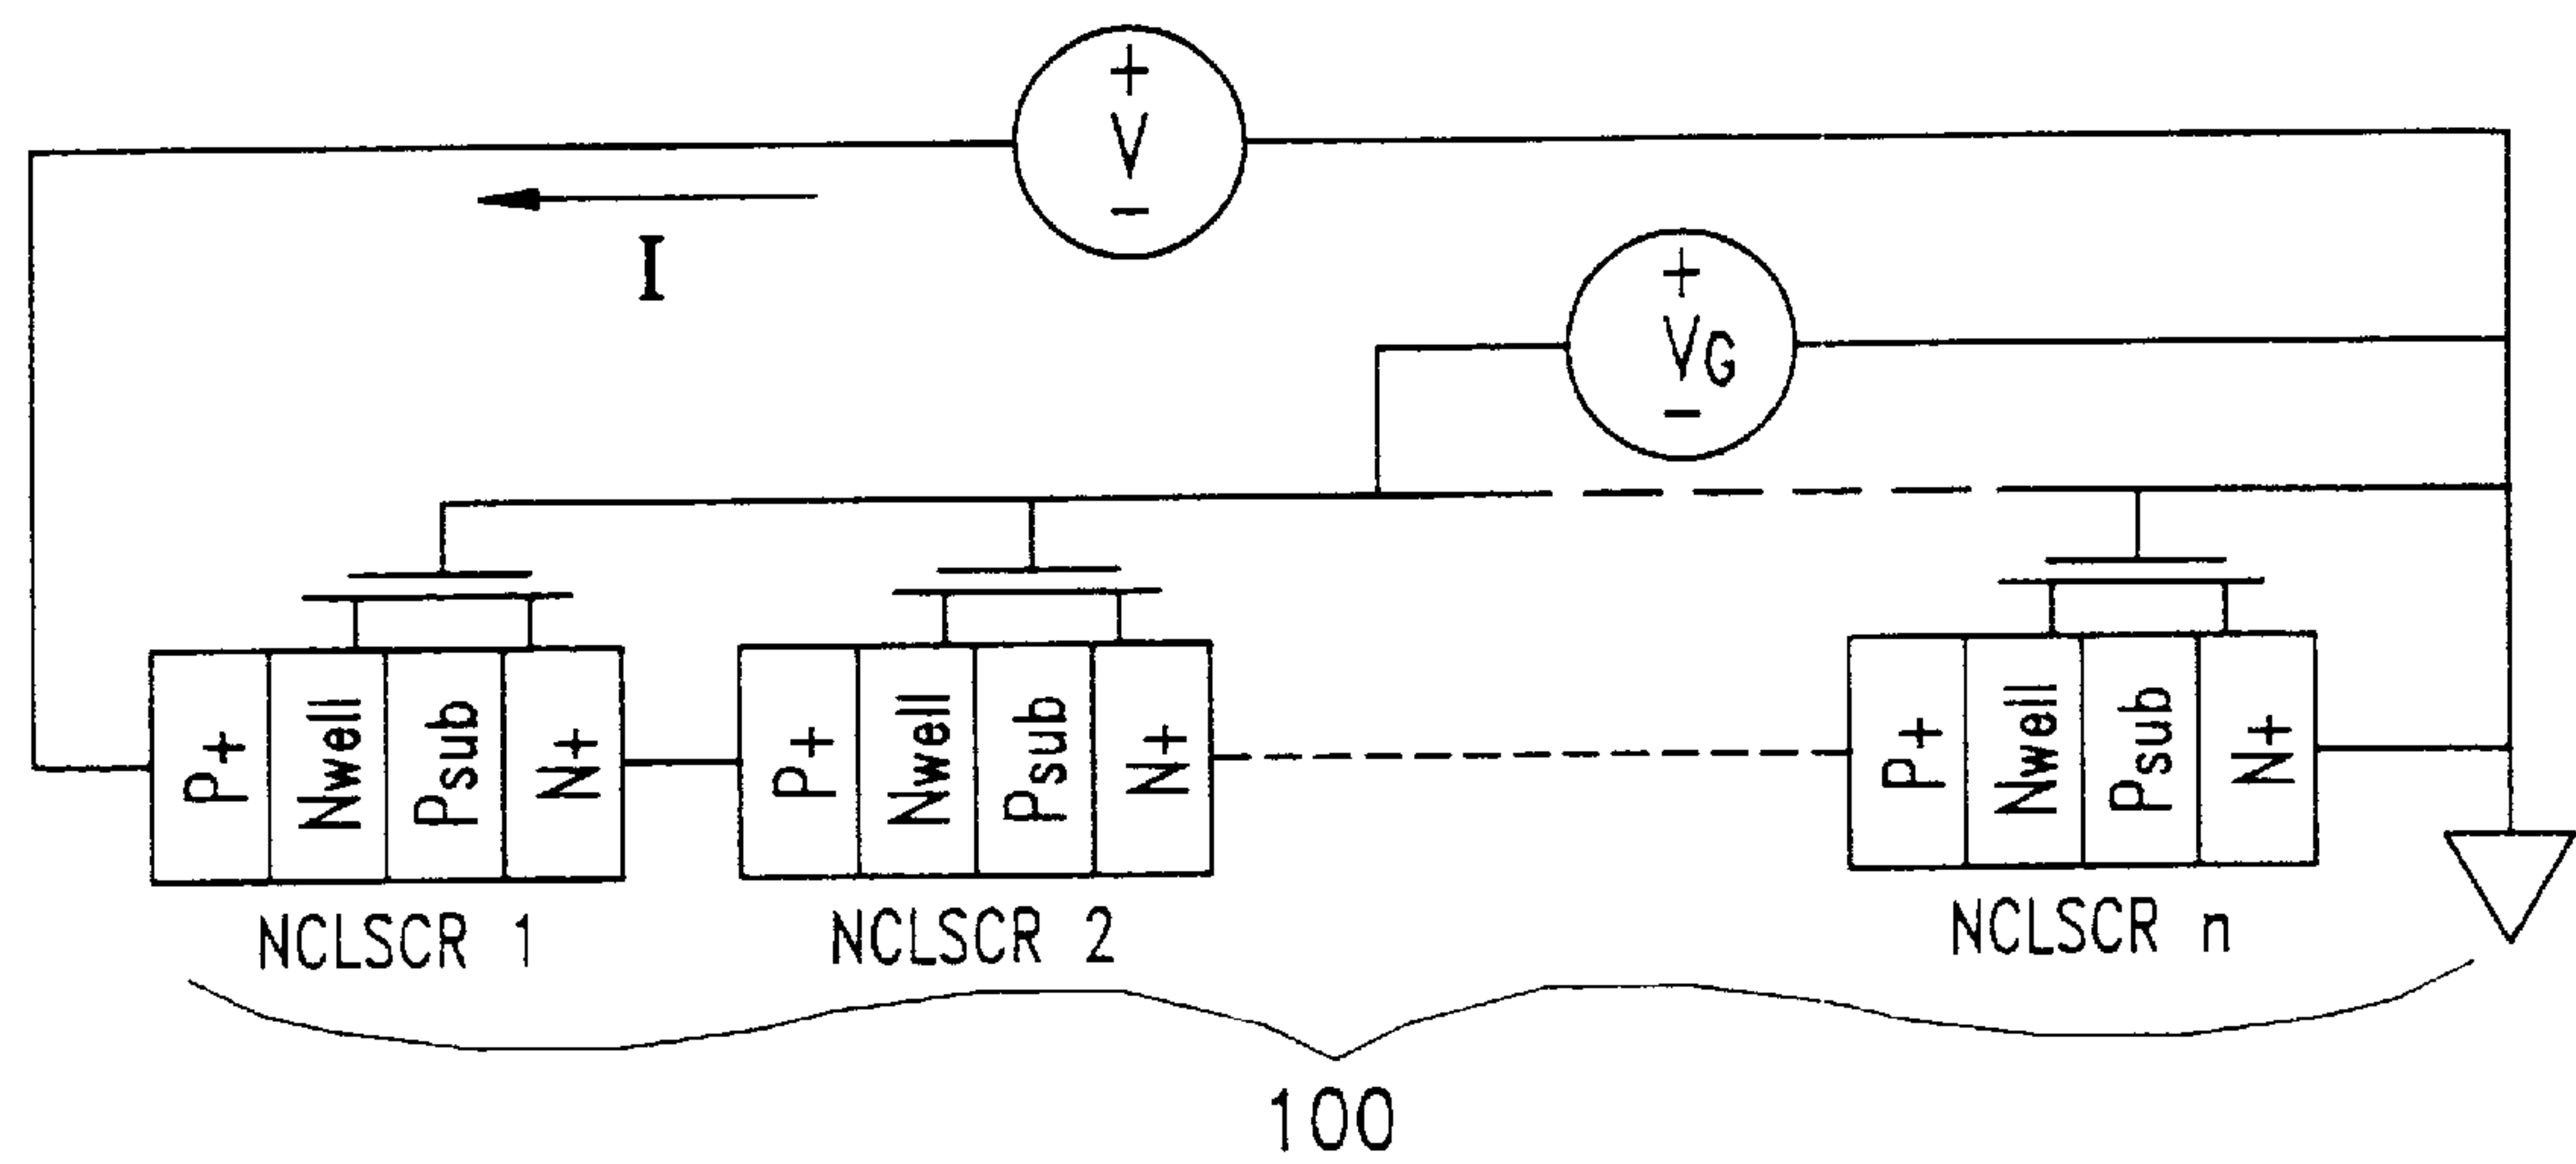 +
V
−
I
+
VG
−
P+ Nwell Psub N+
P+ Nwell Psub N+
P+ Nwell Psub N+
NCLSCR 1
NCLSCR 2
NCLSCR n
100